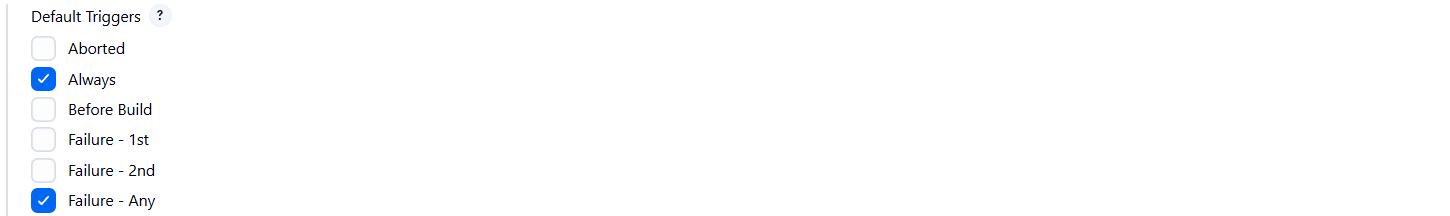 Default Triggers ?
Aborted
Always
Before Build
Failure - 1st
Failure - 2nd
Failure - Any